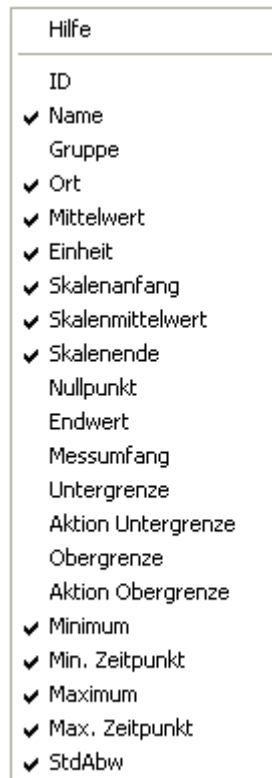 Hilfe
ID
Name
Gruppe
Ort
Mittelwert
Einheit
Skalenanfang
Skalenmittelwert
Skalenende
Nullpunkt
Endwert
Messumfang
Untergrenze
Aktion Untergrenze
Obergrenze
Aktion Obergrenze
Minimum
Min. Zeitpunkt
Maximum
Max. Zeitpunkt
StdAbw